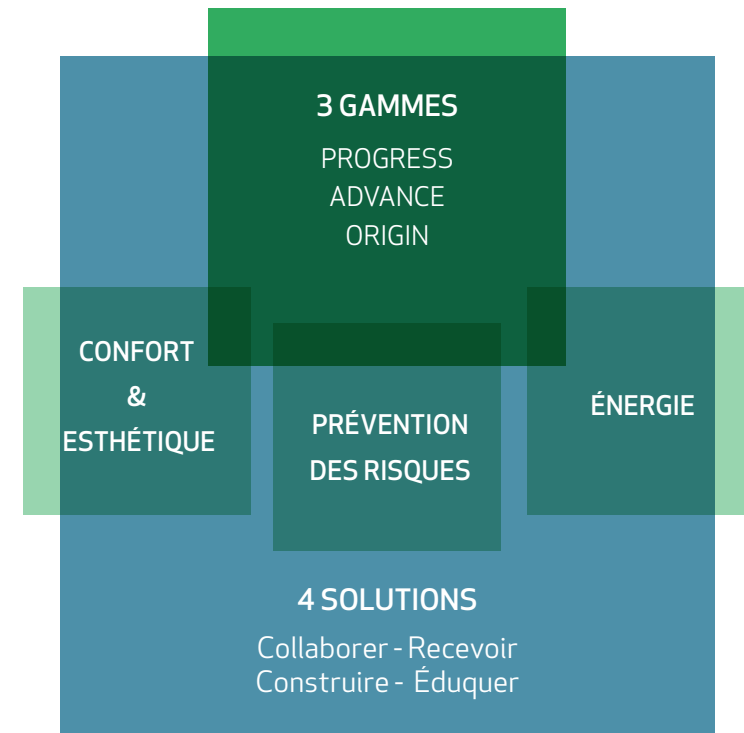 3 GAMMES
PROGRESS
ADVANCE
ORIGIN
CONFORT
&
ESTHÉTIQUE
PRÉVENTION
DES RISQUES
ÉNERGIE
4 SOLUTIONS
Collaborer - Recevoir
Construire - Éduquer